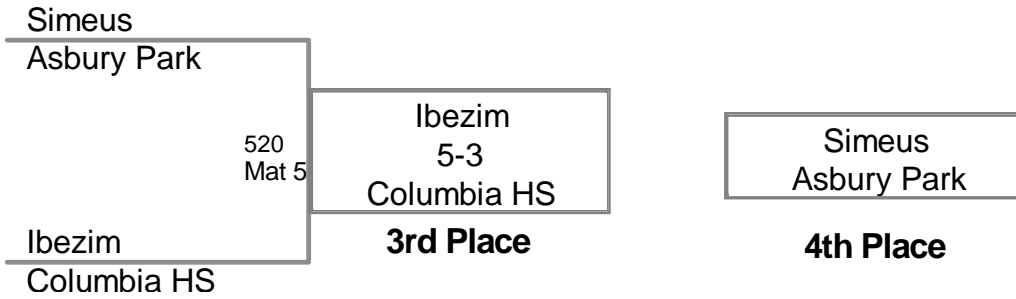 Simeus
Asbury Park
520
Mat 5
Ibezim
Columbia HS
Ibezim
5-3
Columbia HS
3rd Place
Simeus
Asbury Park
4th Place